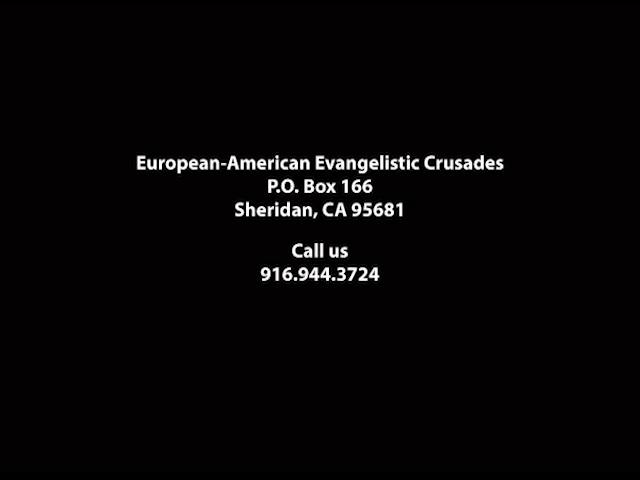 European-American Evangelistic Crusades
P.O. Box 166
Sheridan, CA 95681
Call us
916.944.3724